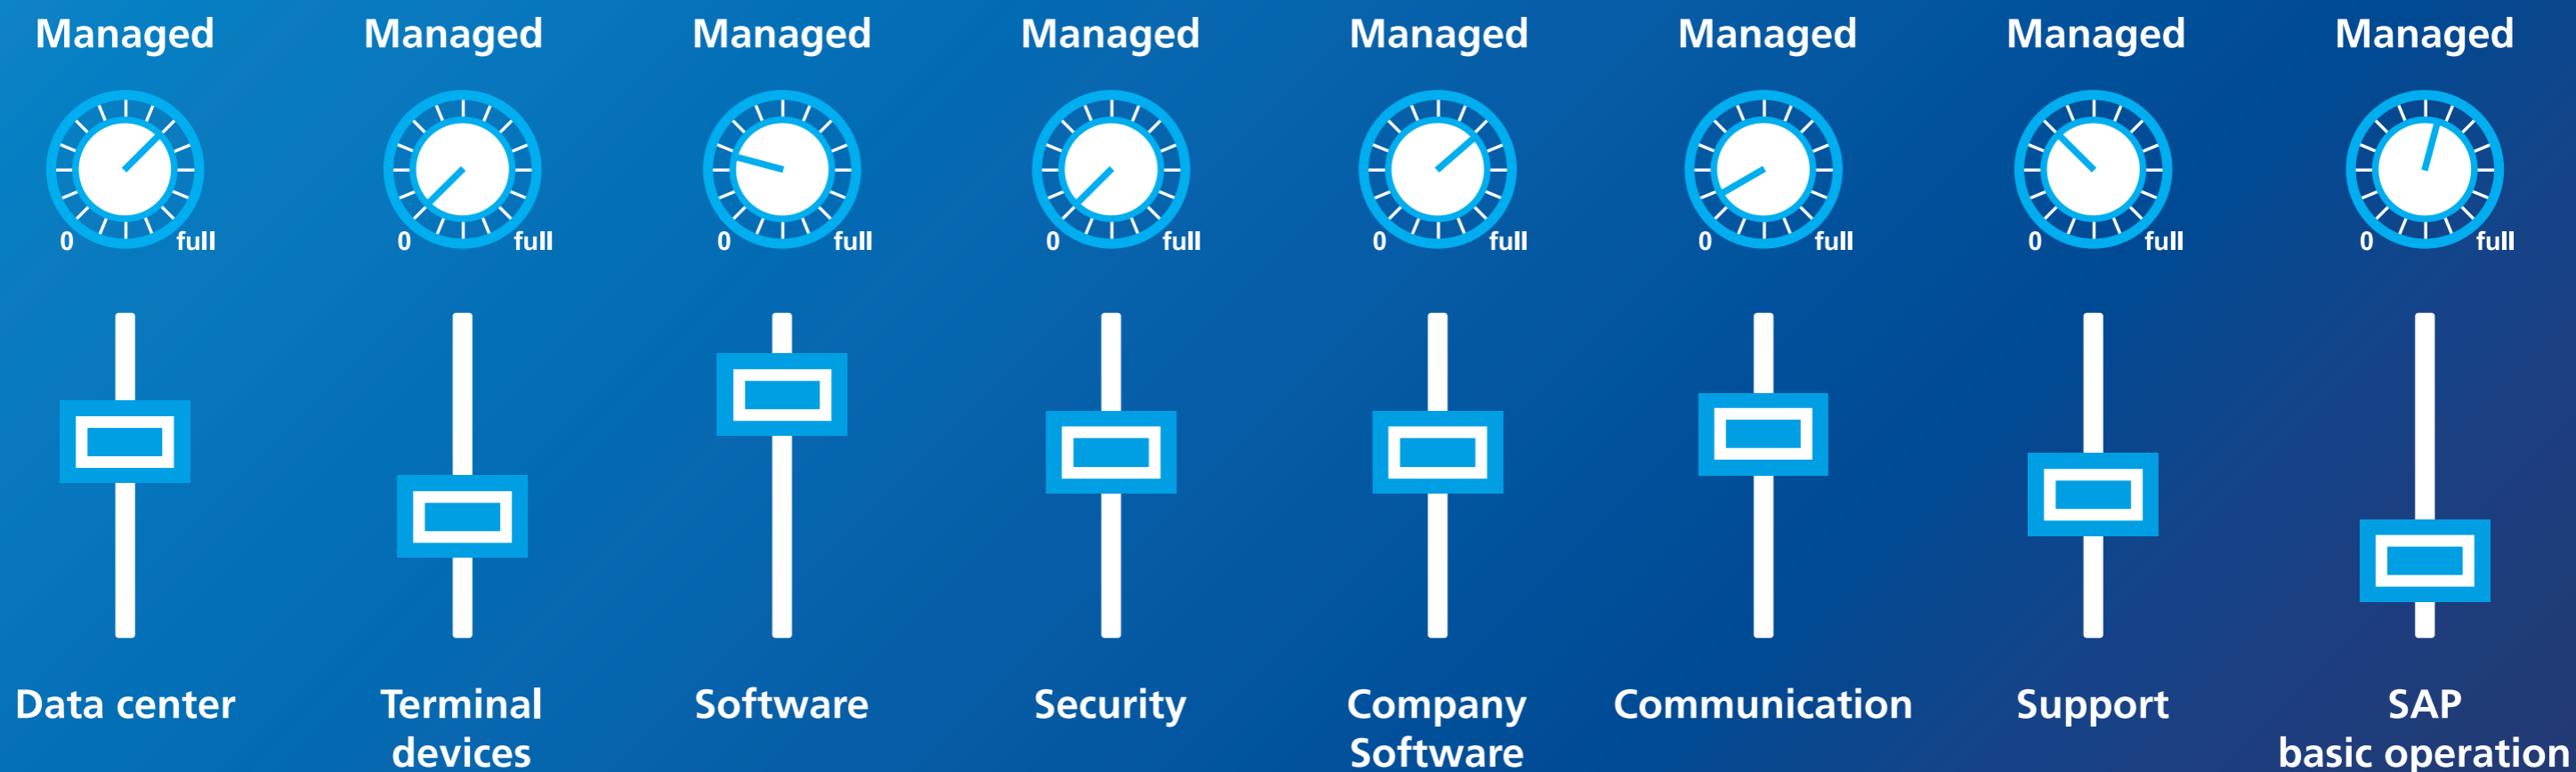 Managed
Managed
Managed
Managed
Managed
Managed
Managed
Managed
0 full
0 full
0 full
0 full
0 full
0 full
0 full
0 full
Data center
Terminal
devices
Software
Security
Company
Software
Communication
Support
SAP
basic operation